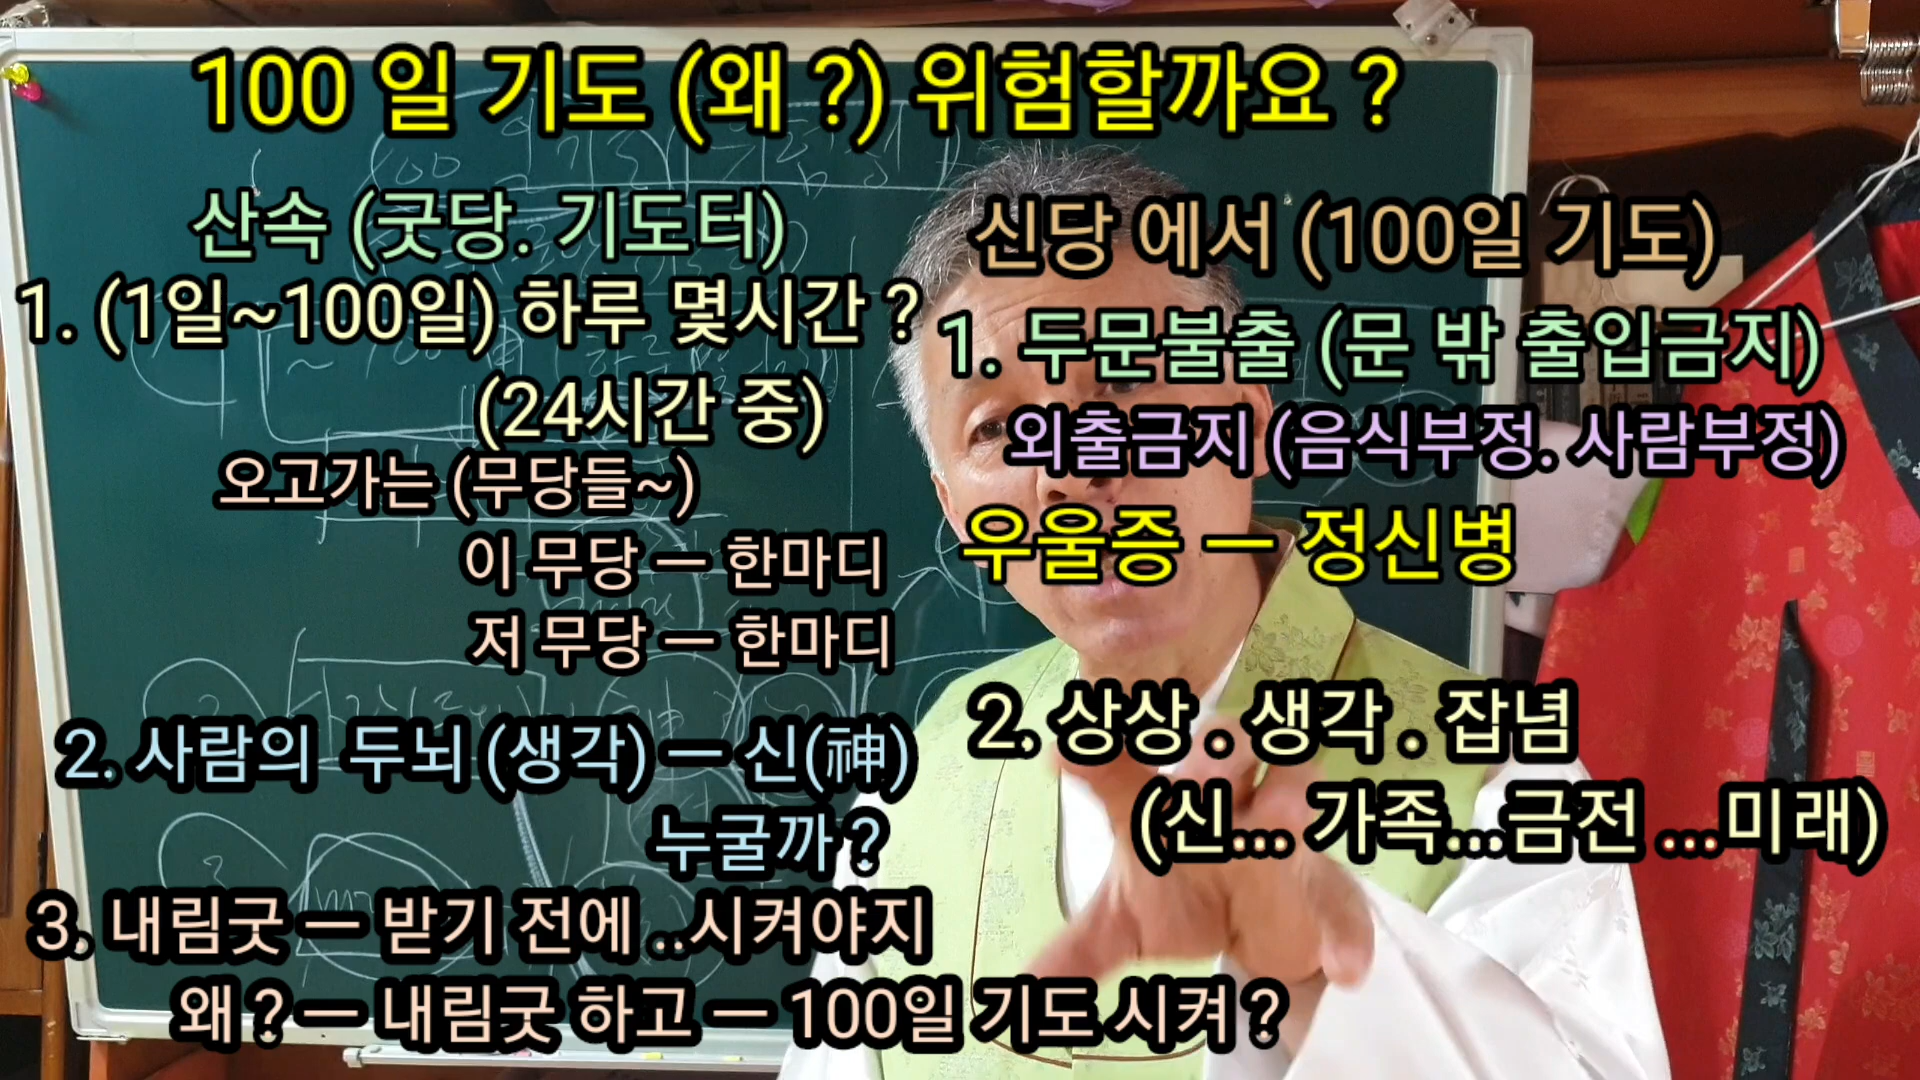 100 일 기도 (왜 ?) 위험할까요 ?
산속 (굿당. 기도터)
1. (1일~100일) 하루 몇시간 ?
(24시간 중)
오고가는 (무당들~)
이 무당 ㅡ 한마디
저 무당 ㅡ 한마디
2. 사람의 두뇌 (생각) ㅡ 신(神)
누굴까 ?
3. 내림굿 ㅡ 받기 전에 ..시켜야지
왜 ? ㅡ 내림굿 하고 ㅡ 100일 기도 시켜 ?
신당 에서 (100일 기도)
1. 두문불출 (문 밖 출입금지)
외출금지 (음식부정. 사람부정)
우울증 ㅡ 정신병
2. 상상 . 생각 . 잡념
(신... 가족...금전 ...미래)